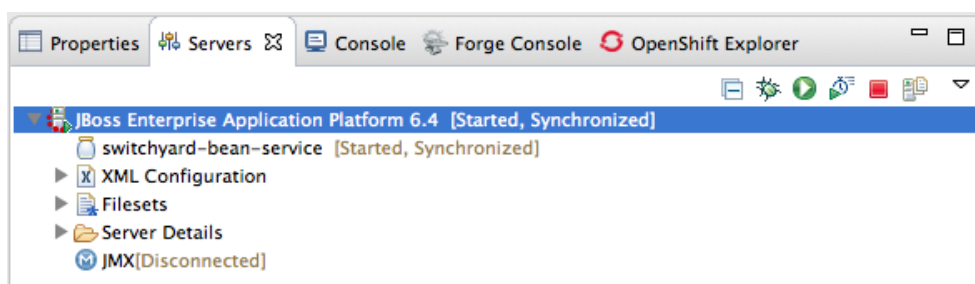 Properties Servers Console Forge Console OpenShift Explorer
JBoss Enterprise Application Platform 6.4 [Started, Synchronized]
switchyard-bean-service [Started, Synchronized]
XML Configuration
Filesets
Server Details
JMX[Disconnected]